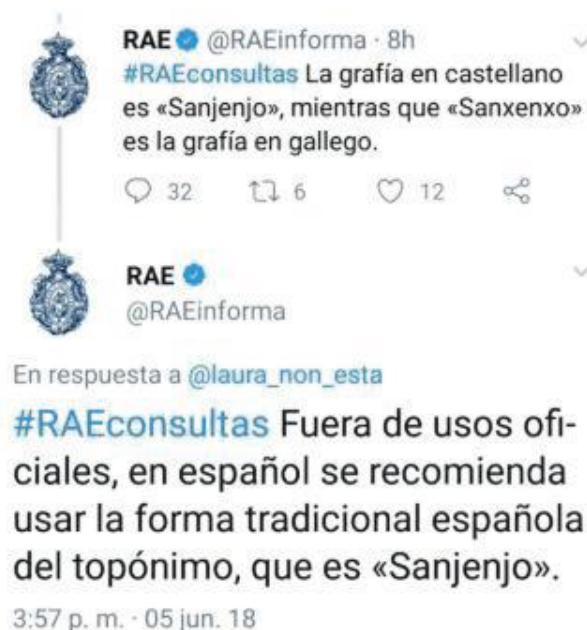 RAE @RAEinforma · 8h
#RAEconsultas La grafía en castellano
es «Sanjenjo», mientras que «Sanxenxo»
es la grafía en gallego.
32 6 12
RAE
@RAEinforma
En respuesta a @laura_non_esta
#RAEconsultas Fuera de usos ofi-
ciales, en español se recomienda
usar la forma tradicional española
del topónimo, que es «Sanjenjo».
3:57 p. m. · 05 jun. 18